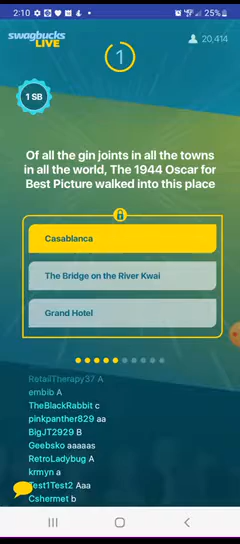 2:10
25%
swagbucks
LIVE
20,414
1
1 SB
Of all the gin joints in all the towns
in all the world, The 1944 Oscar for
Best Picture walked into this place
Casablanca
The Bridge on the River Kwai
Grand Hotel
RetailTherapy37 A
emblb A
TheBlackRabbit c
pinkpanther829 aa
BigJT2929 B
Geebsko aaaaas
RetroLadybug A
krmyn a
Test1Test2 Aaa
Cshermet b